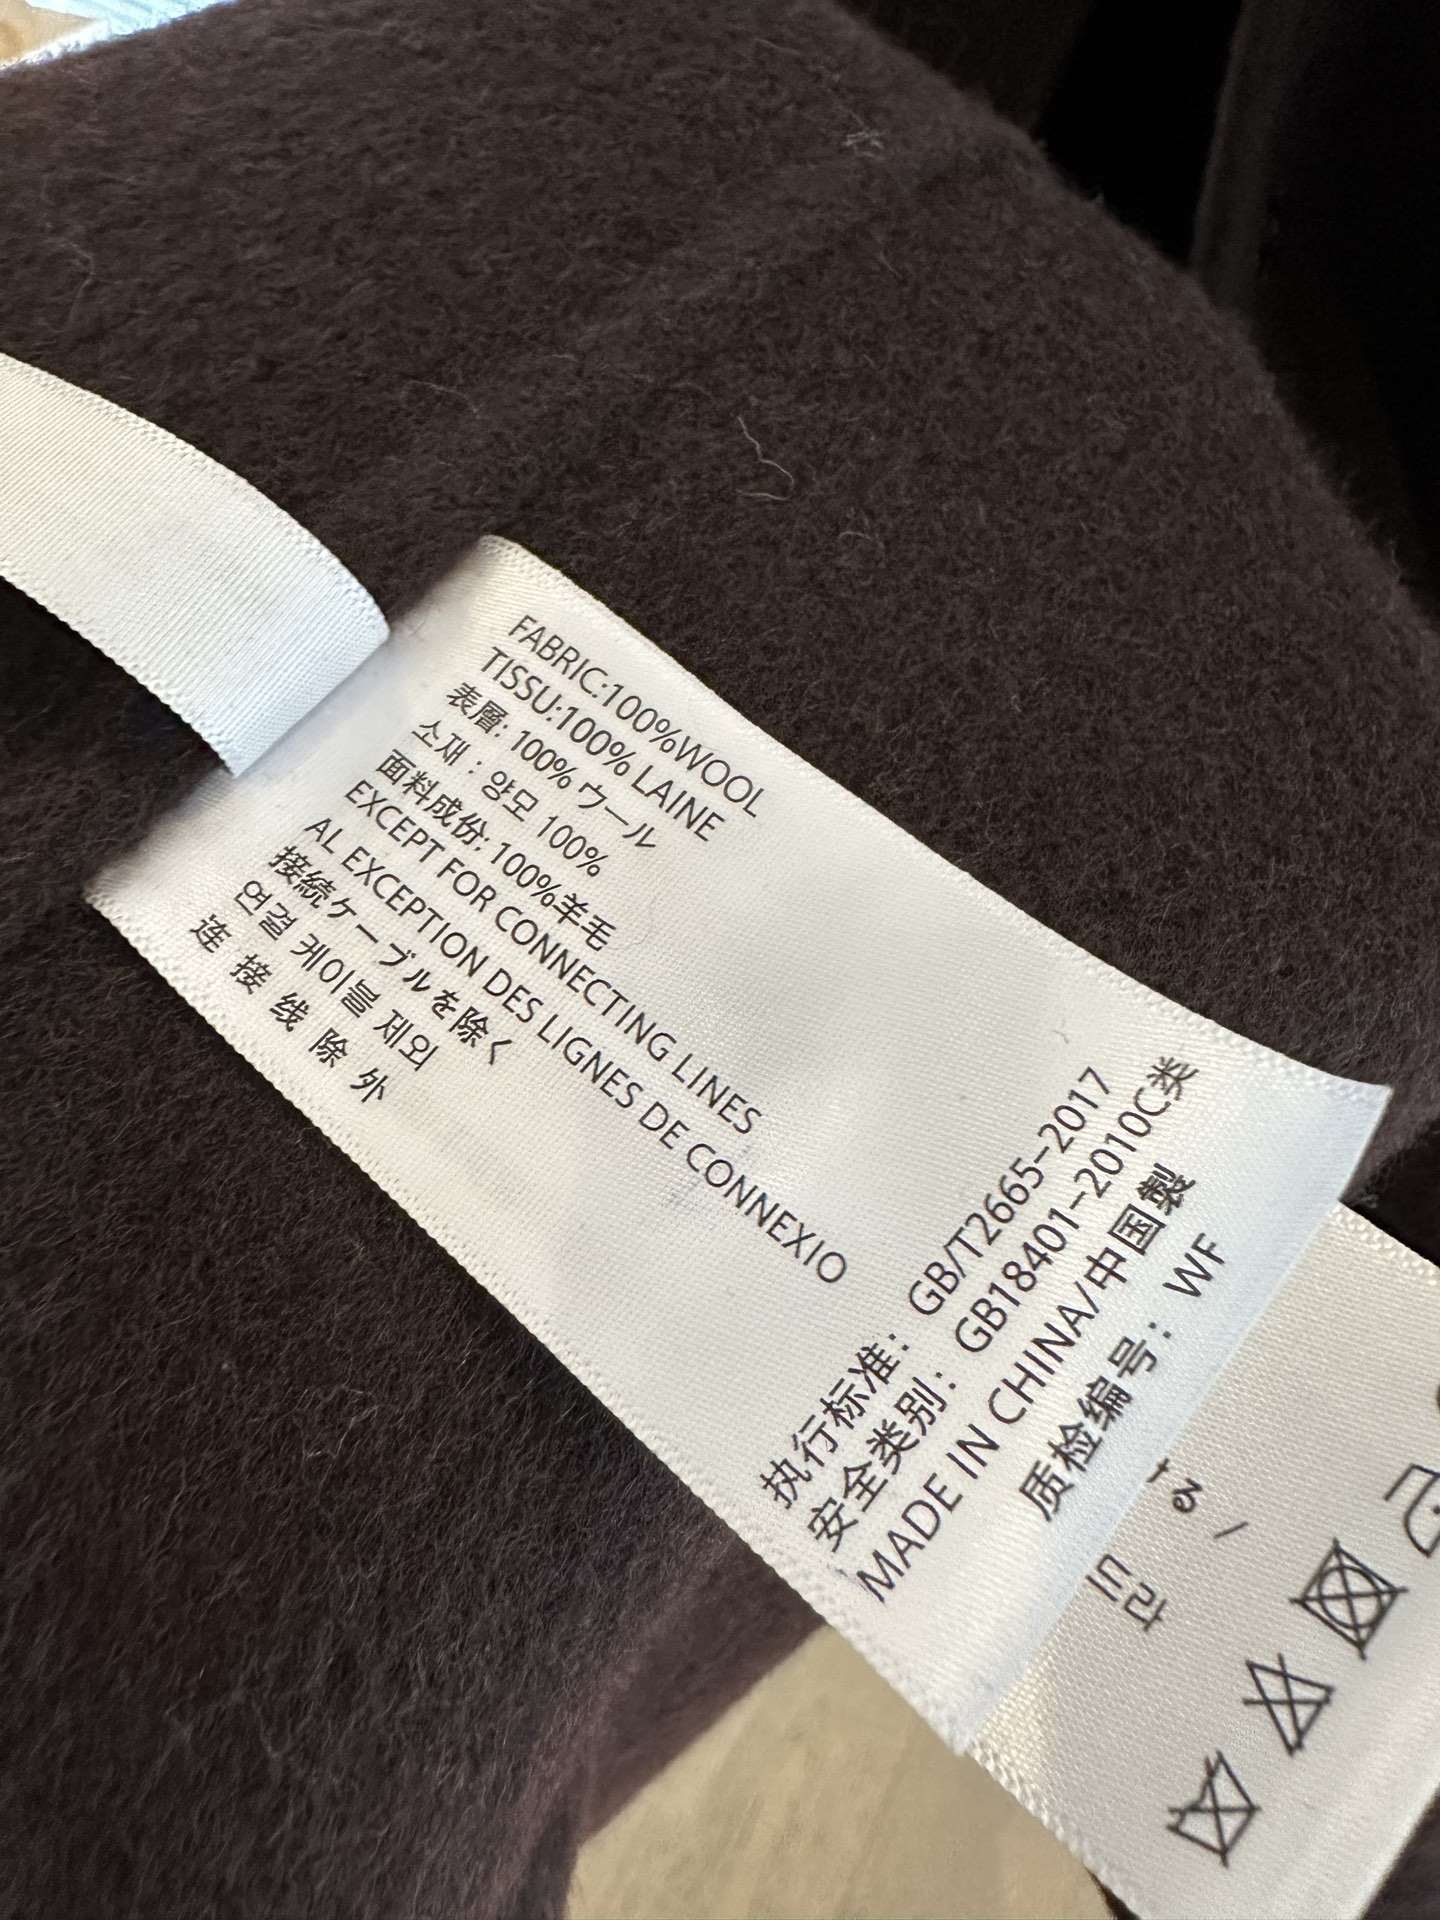 FABRIC:100%WOOL
TISSU:100% LAINE
表層: 100% ウール
소재 : 양모 100%
面料成份: 100%羊毛
EXCEPT FOR CONNECTING LINES
AL EXCEPTION DES LIGNES DE CONNEXIO
接続ケーブルを除く
연결 케이블 제외
连 接 线 除 外
执行标准: GB/T2665-2017
安全类别: GB18401-2010C类
MADE IN CHINA/中国製
质检编号: WF